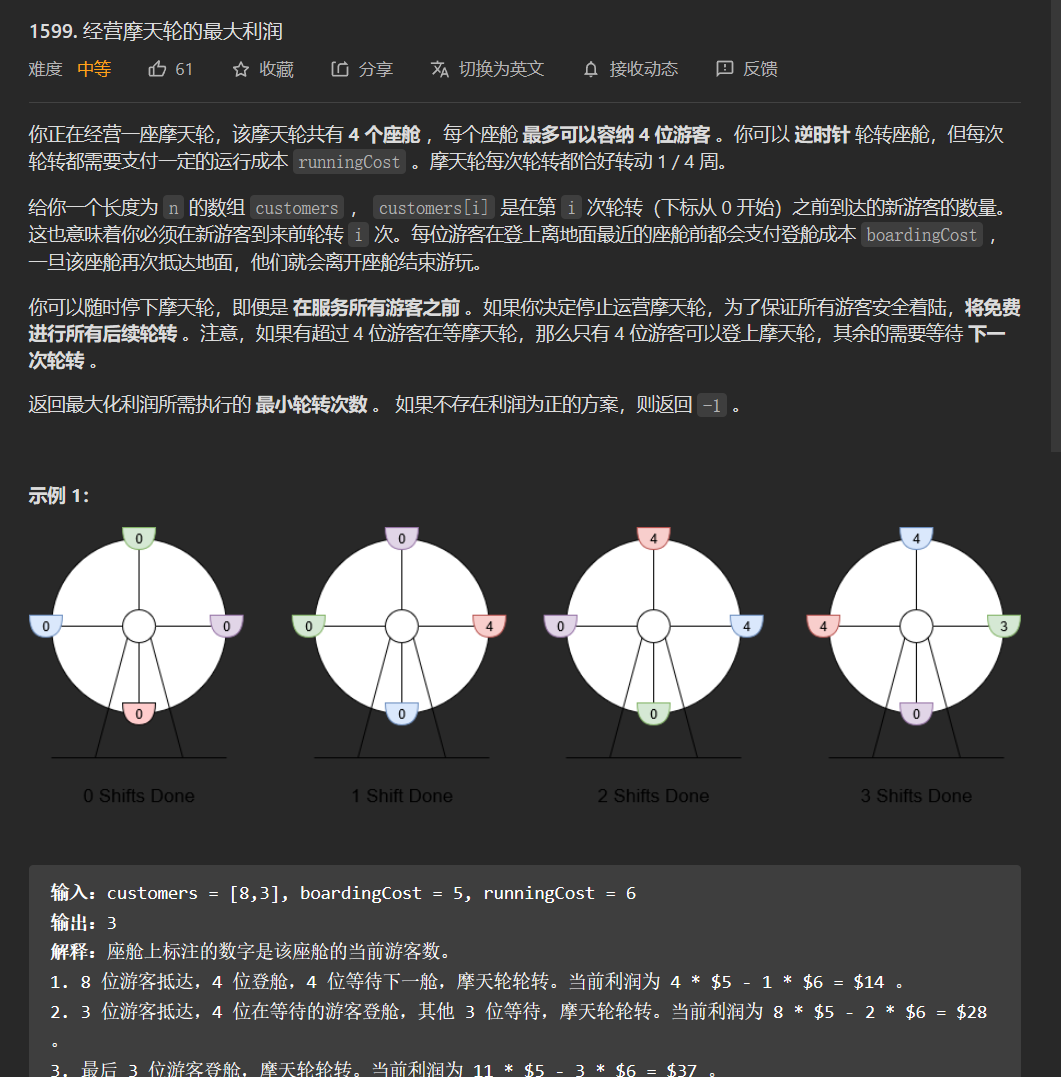 1599. 经营摩天轮的最大利润
难度 中等 61 收藏 分享 切换为英文 接收动态 反馈
你正在经营一座摩天轮，该摩天轮共有 4 个座舱 ，每个座舱 最多可以容纳 4 位游客 。你可以 逆时针 轮转座舱，但每次
轮转都需要支付一定的运行成本 runningCost 。摩天轮每次轮转都恰好转动 1 / 4 周。
给你一个长度为 n 的数组 customers ， customers[i] 是在第 i 次轮转（下标从 0 开始）之前到达的新游客的数量。
这也意味着你必须在新游客到来前轮转 i 次。每位游客在登上离地面最近的座舱前都会支付登舱成本 boardingCost ，
一旦该座舱再次抵达地面，他们就会离开座舱结束游玩。
你可以随时停下摩天轮，即便是 在服务所有游客之前 。如果你决定停止运营摩天轮，为了保证所有游客安全着陆，将免费
进行所有后续轮转 。注意，如果有超过 4 位游客在等摩天轮，那么只有 4 位游客可以登上摩天轮，其余的需要等待 下一
次轮转 。
返回最大化利润所需执行的 最小轮转次数 。 如果不存在利润为正的方案，则返回 -1 。
示例 1：
0 0 4 4
0 0 0 4 0 4 4 3
0 0 0 0
0 Shifts Done 1 Shift Done 2 Shifts Done 3 Shifts Done
输入：customers = [8,3], boardingCost = 5, runningCost = 6
输出：3
解释：座舱上标注的数字是该座舱的当前游客数。
1. 8 位游客抵达，4 位登舱，4 位等待下一舱，摩天轮轮转。当前利润为 4 * $5 - 1 * $6 = $14 。
2. 3 位游客抵达，4 位在等待的游客登舱，其他 3 位等待，摩天轮轮转。当前利润为 8 * $5 - 2 * $6 = $28
。
3. 最后 3 位游客登舱，摩天轮轮转。当前利润为 11 * $5 - 3 * $6 = $37 。